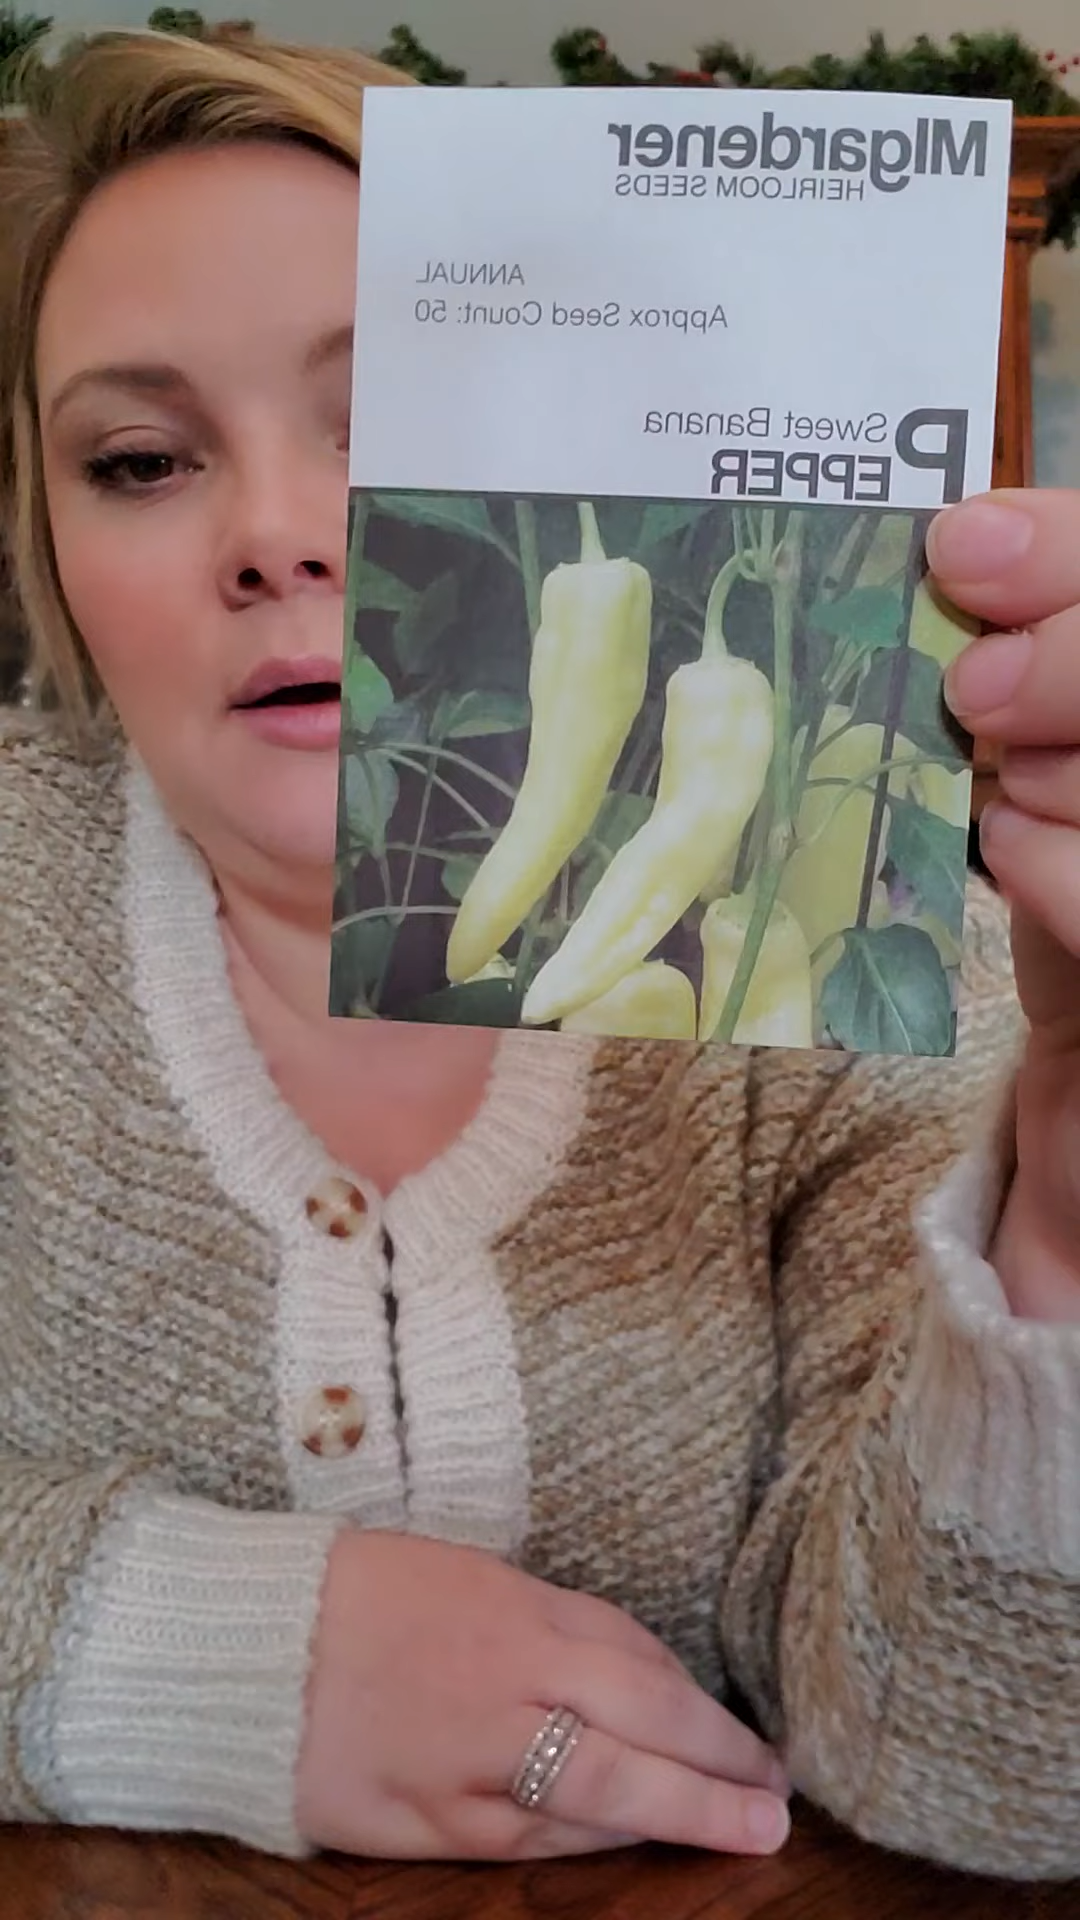 MIgardener
HEIRLOOM SEEDS
ANNUAL
Approx Seed Count: 50
Sweet Banana
PEPPER